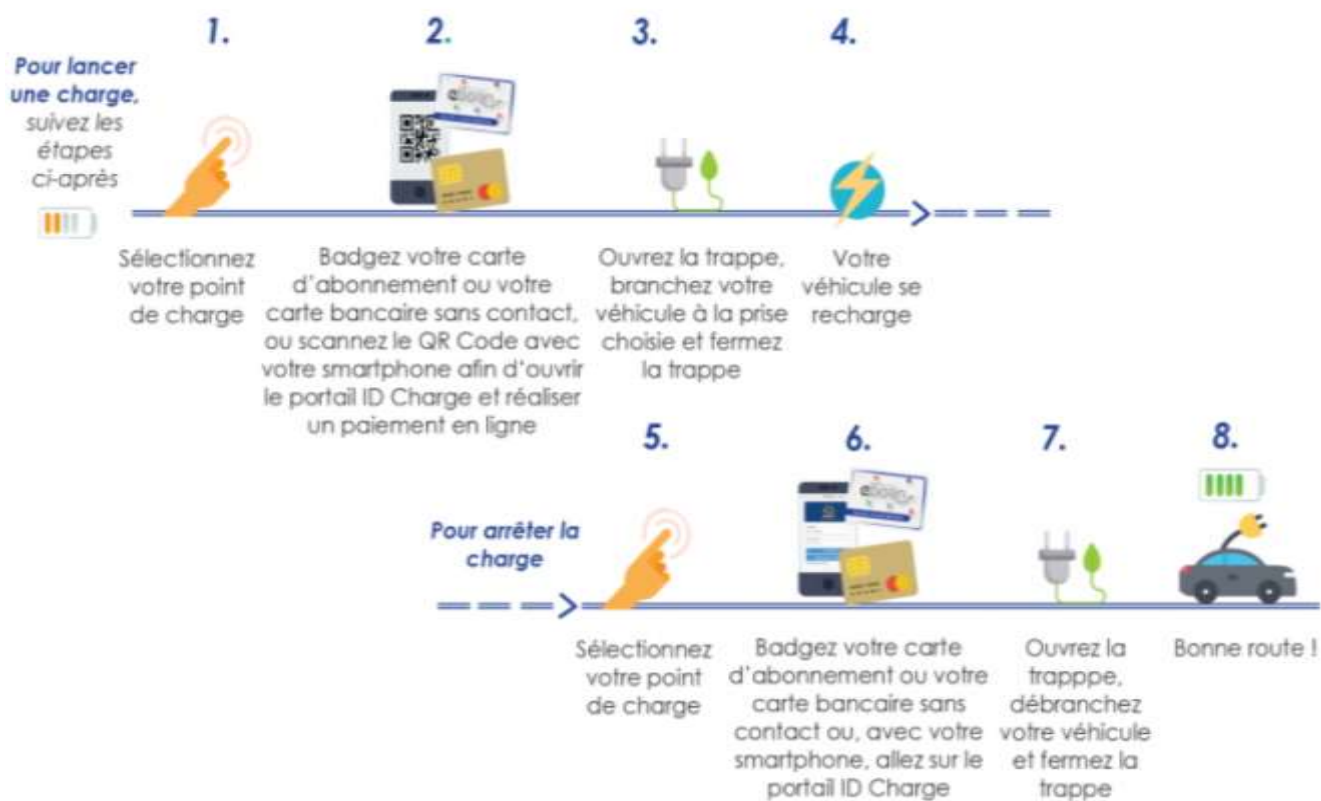 1.
2.
3.
4.
Pour lancer
une charge,
suivez les
étapes
ci-après
Sélectionnez
votre point
de charge
Badgez votre carte
d'abonnement ou votre
carte bancaire sans contact,
ou scannez le QR Code avec
votre smartphone afin d'ouvrir
le portail ID Charge et réaliser
un paiement en ligne
Ouvrez la trappe,
branchez votre
véhicule à la prise
choisie et fermez
la trappe
Votre
véhicule se
recharge
5.
6.
7.
8.
Pour arrêter la
charge
Sélectionnez
votre point
de charge
Badgez votre carte
d'abonnement ou votre
carte bancaire sans
contact ou, avec votre
smartphone, allez sur le
portail ID Charge
Ouvrez la
trapppe,
débranchez
votre véhicule
et fermez la
trappe
Bonne route !